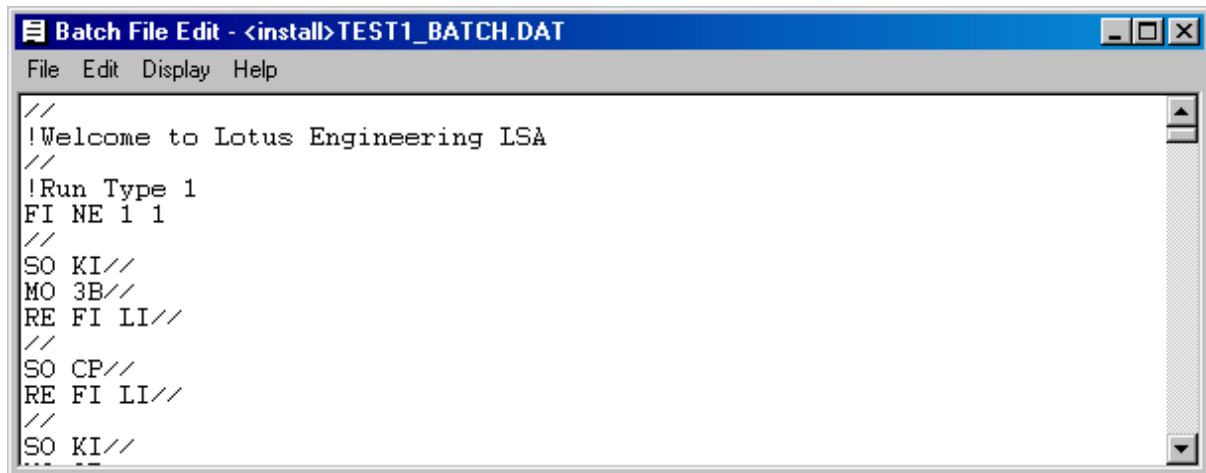 Batch File Edit - <install>TEST1_BATCH.DAT
File Edit Display Help
//
!Welcome to Lotus Engineering LSA
//
!Run Type 1
FI NE 1 1
//
SO KI//
MO 3B//
RE FI LI//
//
SO CP//
RE FI LI//
//
SO KI//